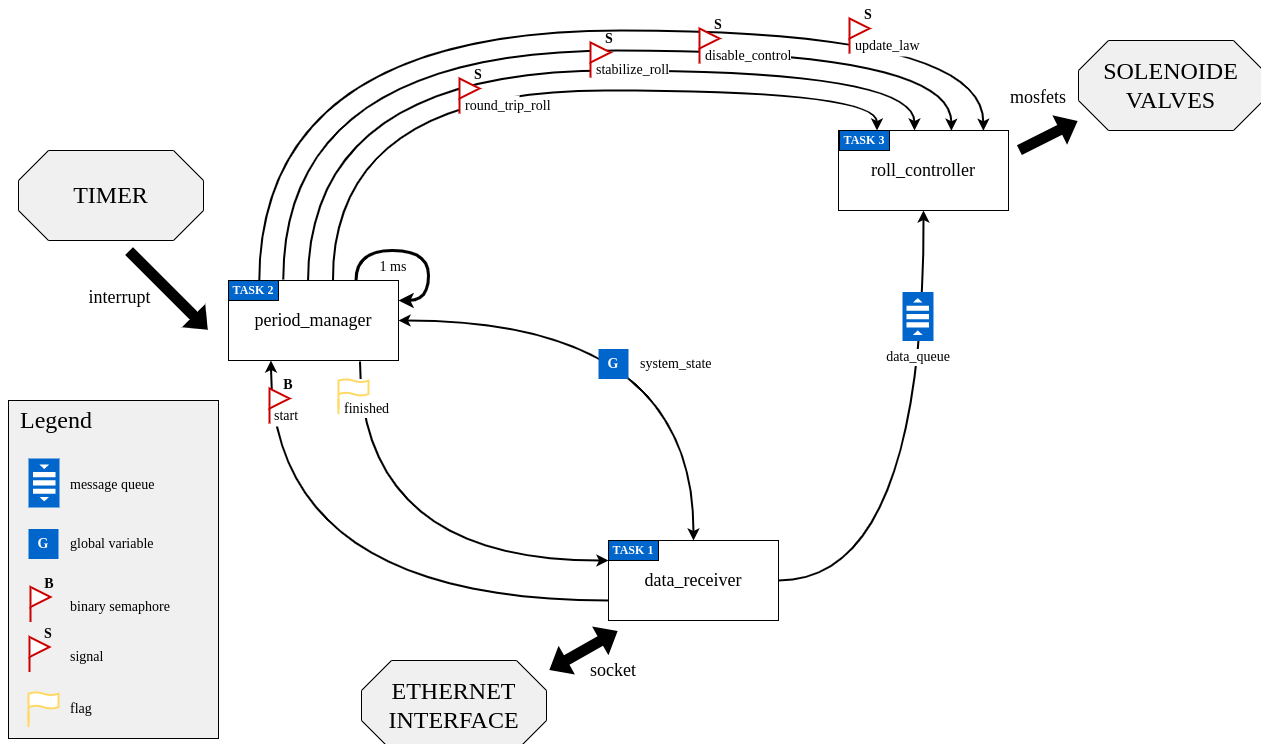 S
update_law
S
disable_control
S
stabilize_roll
S
round_trip_roll
SOLENOIDE
VALVES
mosfets
TASK 3
roll_controller
TIMER
interrupt
1 ms
TASK 2
period_manager
G
system_state
data_queue
B
start
finished
Legend
message queue
G
global variable
B
binary semaphore
S
signal
flag
TASK 1
data_receiver
socket
ETHERNET
INTERFACE